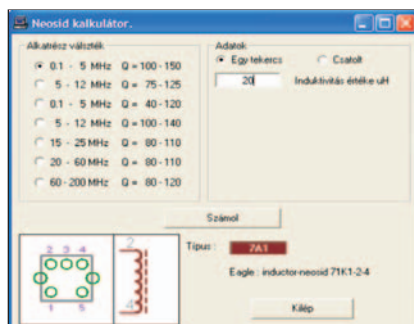 Neosid kalkulátor.
Alkatrész választék
0.1 - 5 MHz Q = 100 - 150
5 - 12 MHz Q = 75 - 125
0.1 - 5 MHz Q = 40 - 120
5 - 12 MHz Q = 100 - 140
15 - 25 MHz Q = 80 - 110
20 - 60 MHz Q = 80 - 110
60 - 200 MHz Q = 80 - 120
Adatok
Egy tekercs Csatolt
20 Induktivitás értéke uH
Számol
2 3 4
1 5
2
4
Típus : 7A1
Eagle : inductor-neosid 71K1-2-4
Kilép